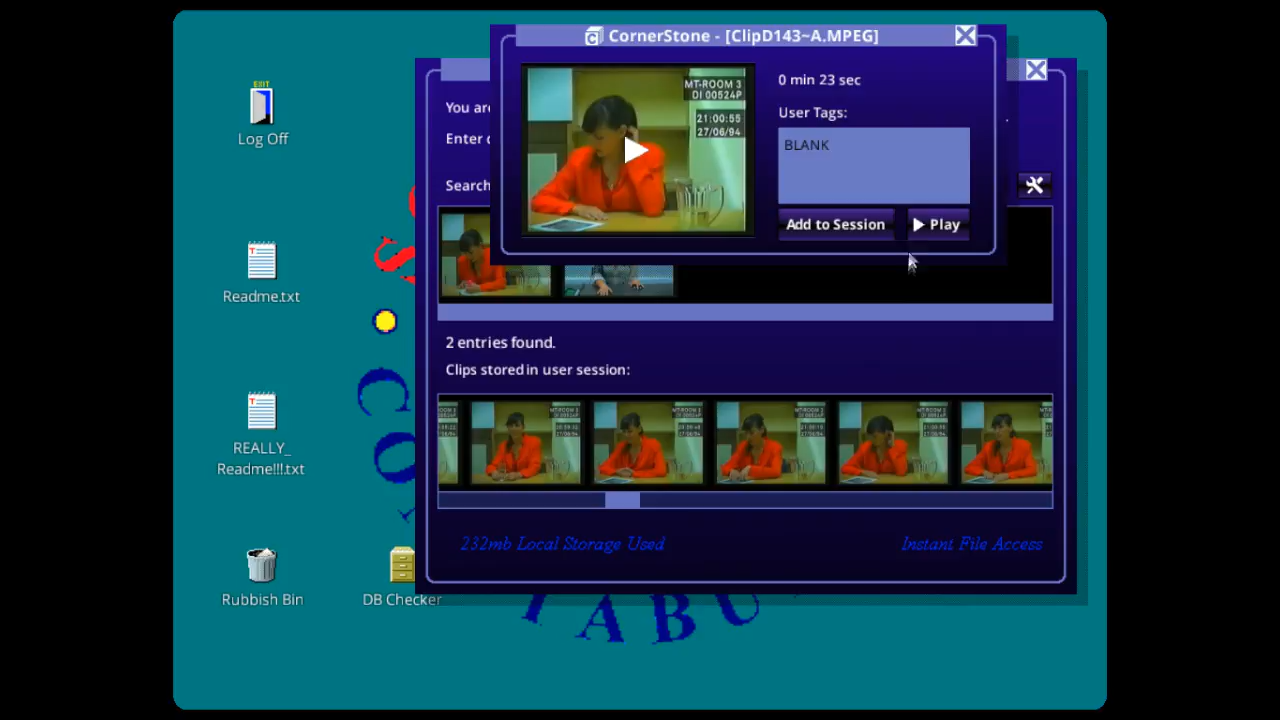 CornerStone - [ClipD143~A.MPEG]
EXIT
Log Off
MT-ROOM 3
DI 00524P
21:00:55
27/06/94
0 min 23 sec
User Tags:
BLANK
You are
Enter
Search
Add to Session
Play
Readme.txt
2 entries found.
Clips stored in user session:
REALLY_
Readme!!!.txt
232mb Local Storage Used
Instant File Access
Rubbish Bin
DB Checker
T A B U